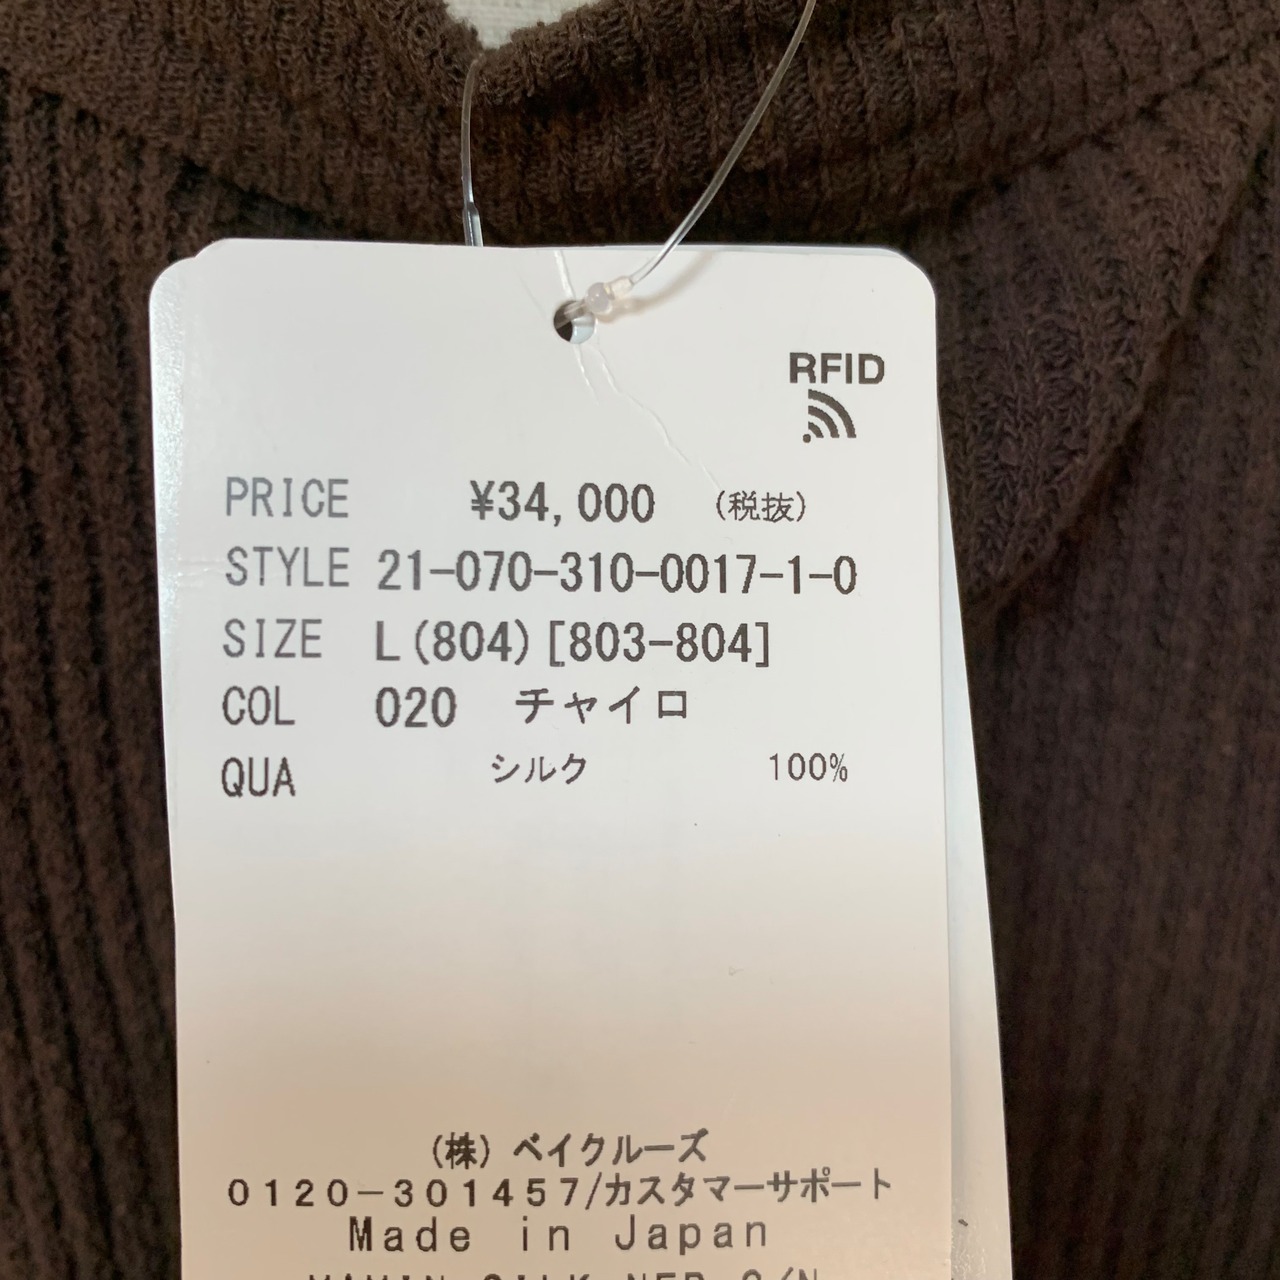 RFID
PRICE ¥34,000 (税抜)
STYLE 21-070-310-0017-1-0
SIZE L(804)[803-804]
COL 020 チャイロ
QUA シルク 100%
(株)ベイクルーズ
0120-301457/カスタマーサポート
Made in Japan
SILK